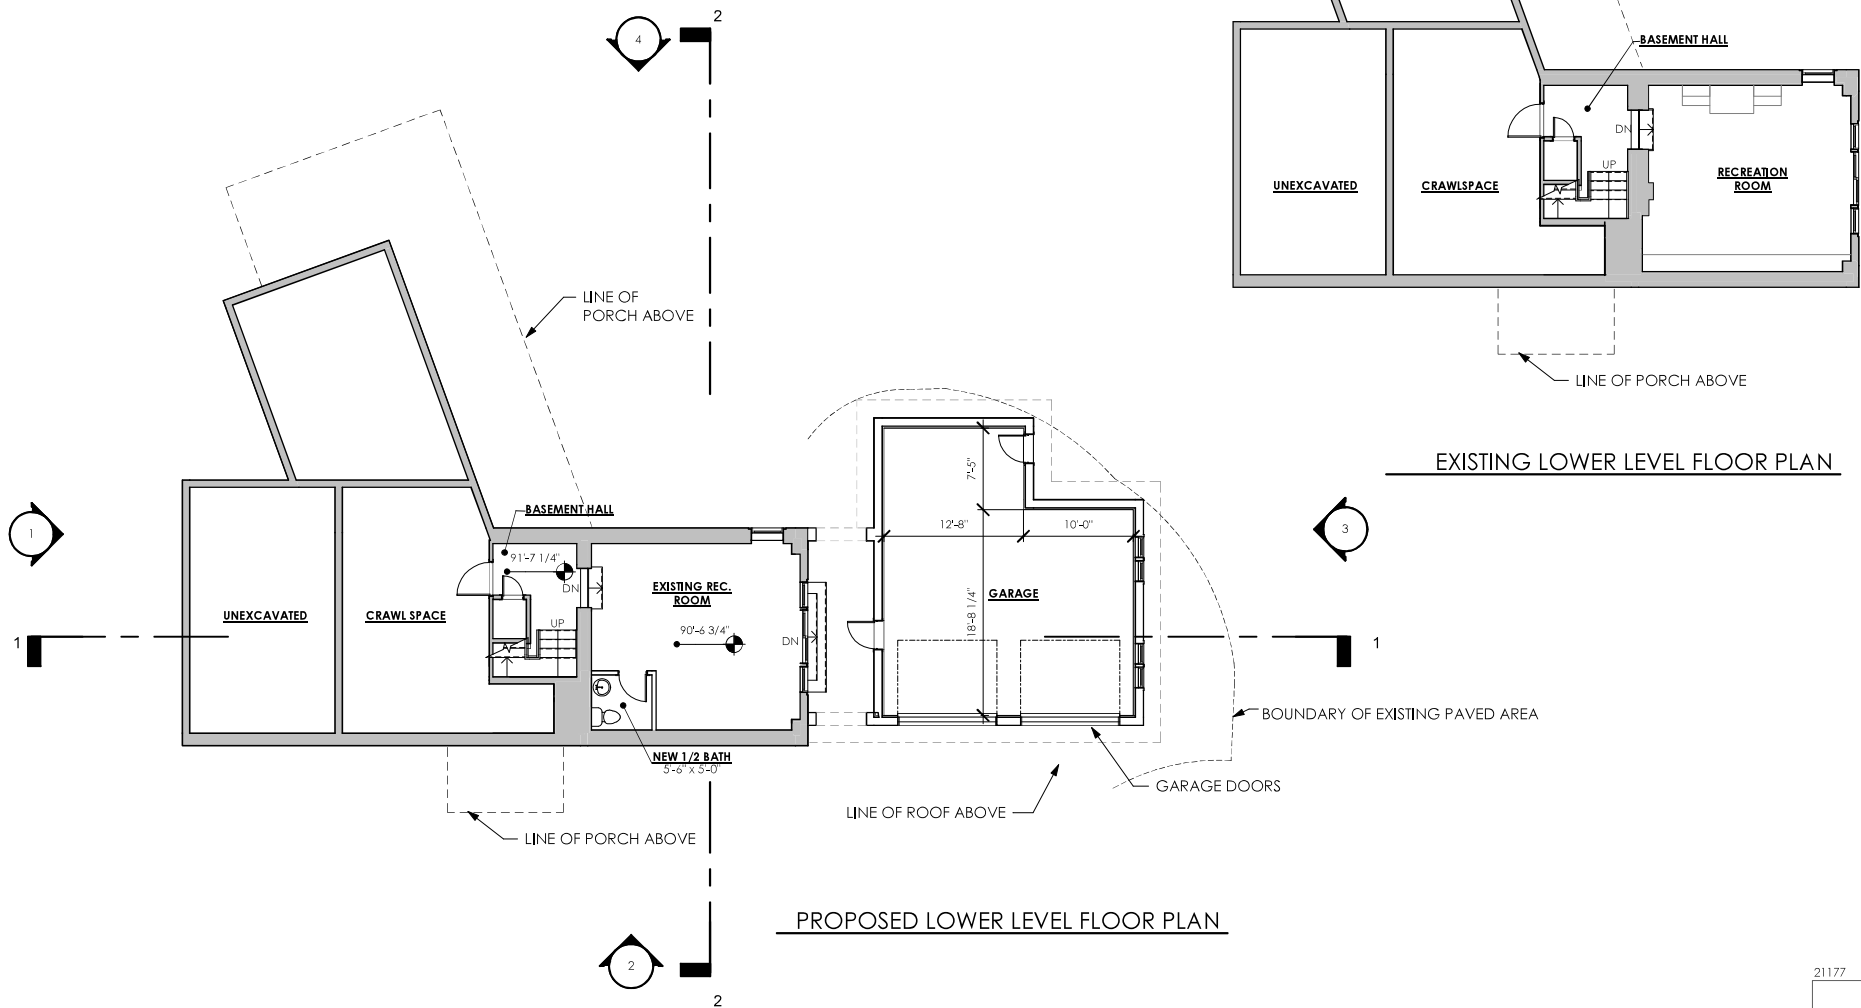 2
4
BASEMENT HALL
DN
UP
UNEXCAVATED
CRAWLSPACE
RECREATION
ROOM
LINE OF PORCH ABOVE
EXISTING LOWER LEVEL FLOOR PLAN
LINE OF
PORCH ABOVE
1
BASEMENT HALL
91'-7 1/4"
DN
UP
UNEXCAVATED
CRAWL SPACE
EXISTING REC.
ROOM
90'-6 3/4"
DN
7'-5"
12'-8"
10'-0"
18'-8 1/4"
GARAGE
3
1
1
NEW 1/2 BATH
5'-6" x 5'-0"
BOUNDARY OF EXISTING PAVED AREA
GARAGE DOORS
LINE OF ROOF ABOVE
LINE OF PORCH ABOVE
PROPOSED LOWER LEVEL FLOOR PLAN
2
2
21177